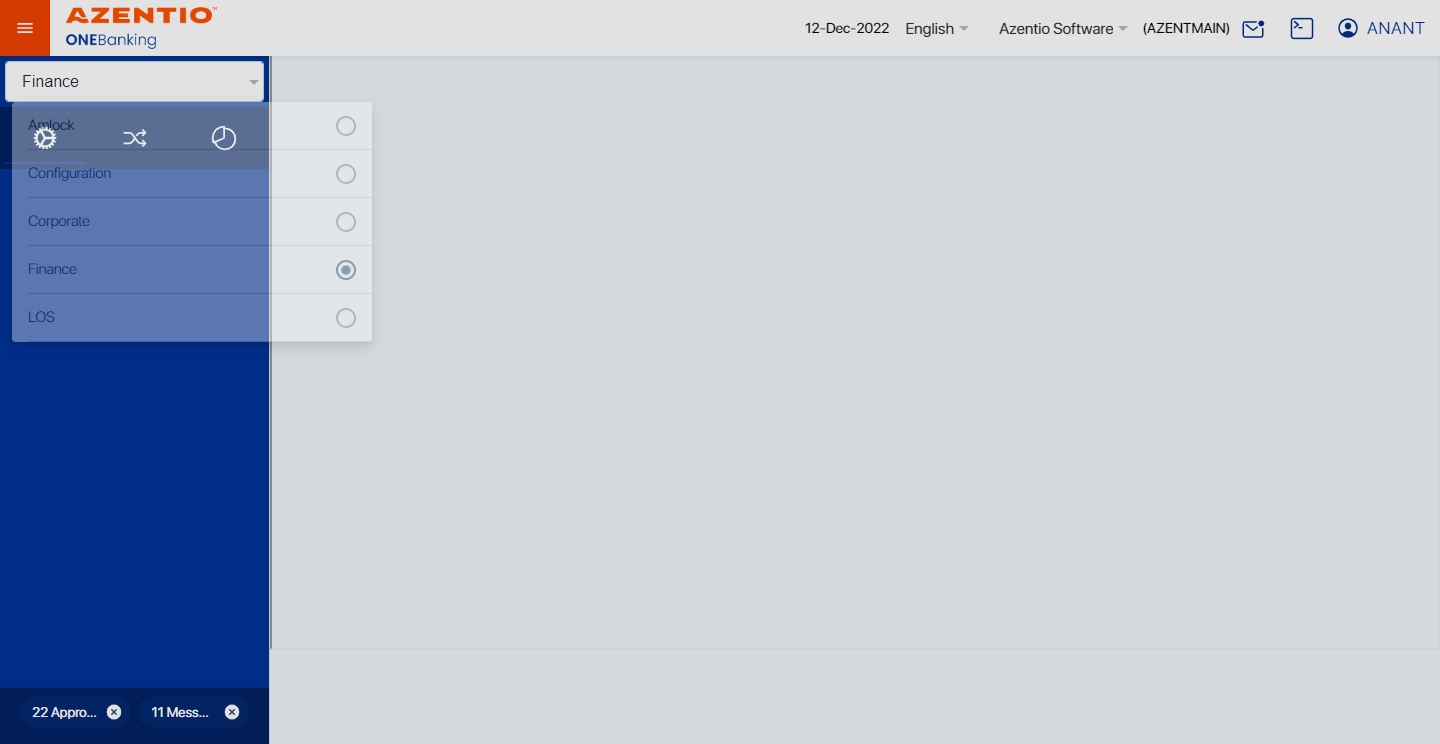 AZENTIO™
ONEBanking
12-Dec-2022 English Azentio Software (AZENTMAIN) ANANT
Finance
Amlock
Configuration
Corporate
Finance
LOS
22 Appro... 11 Mess...